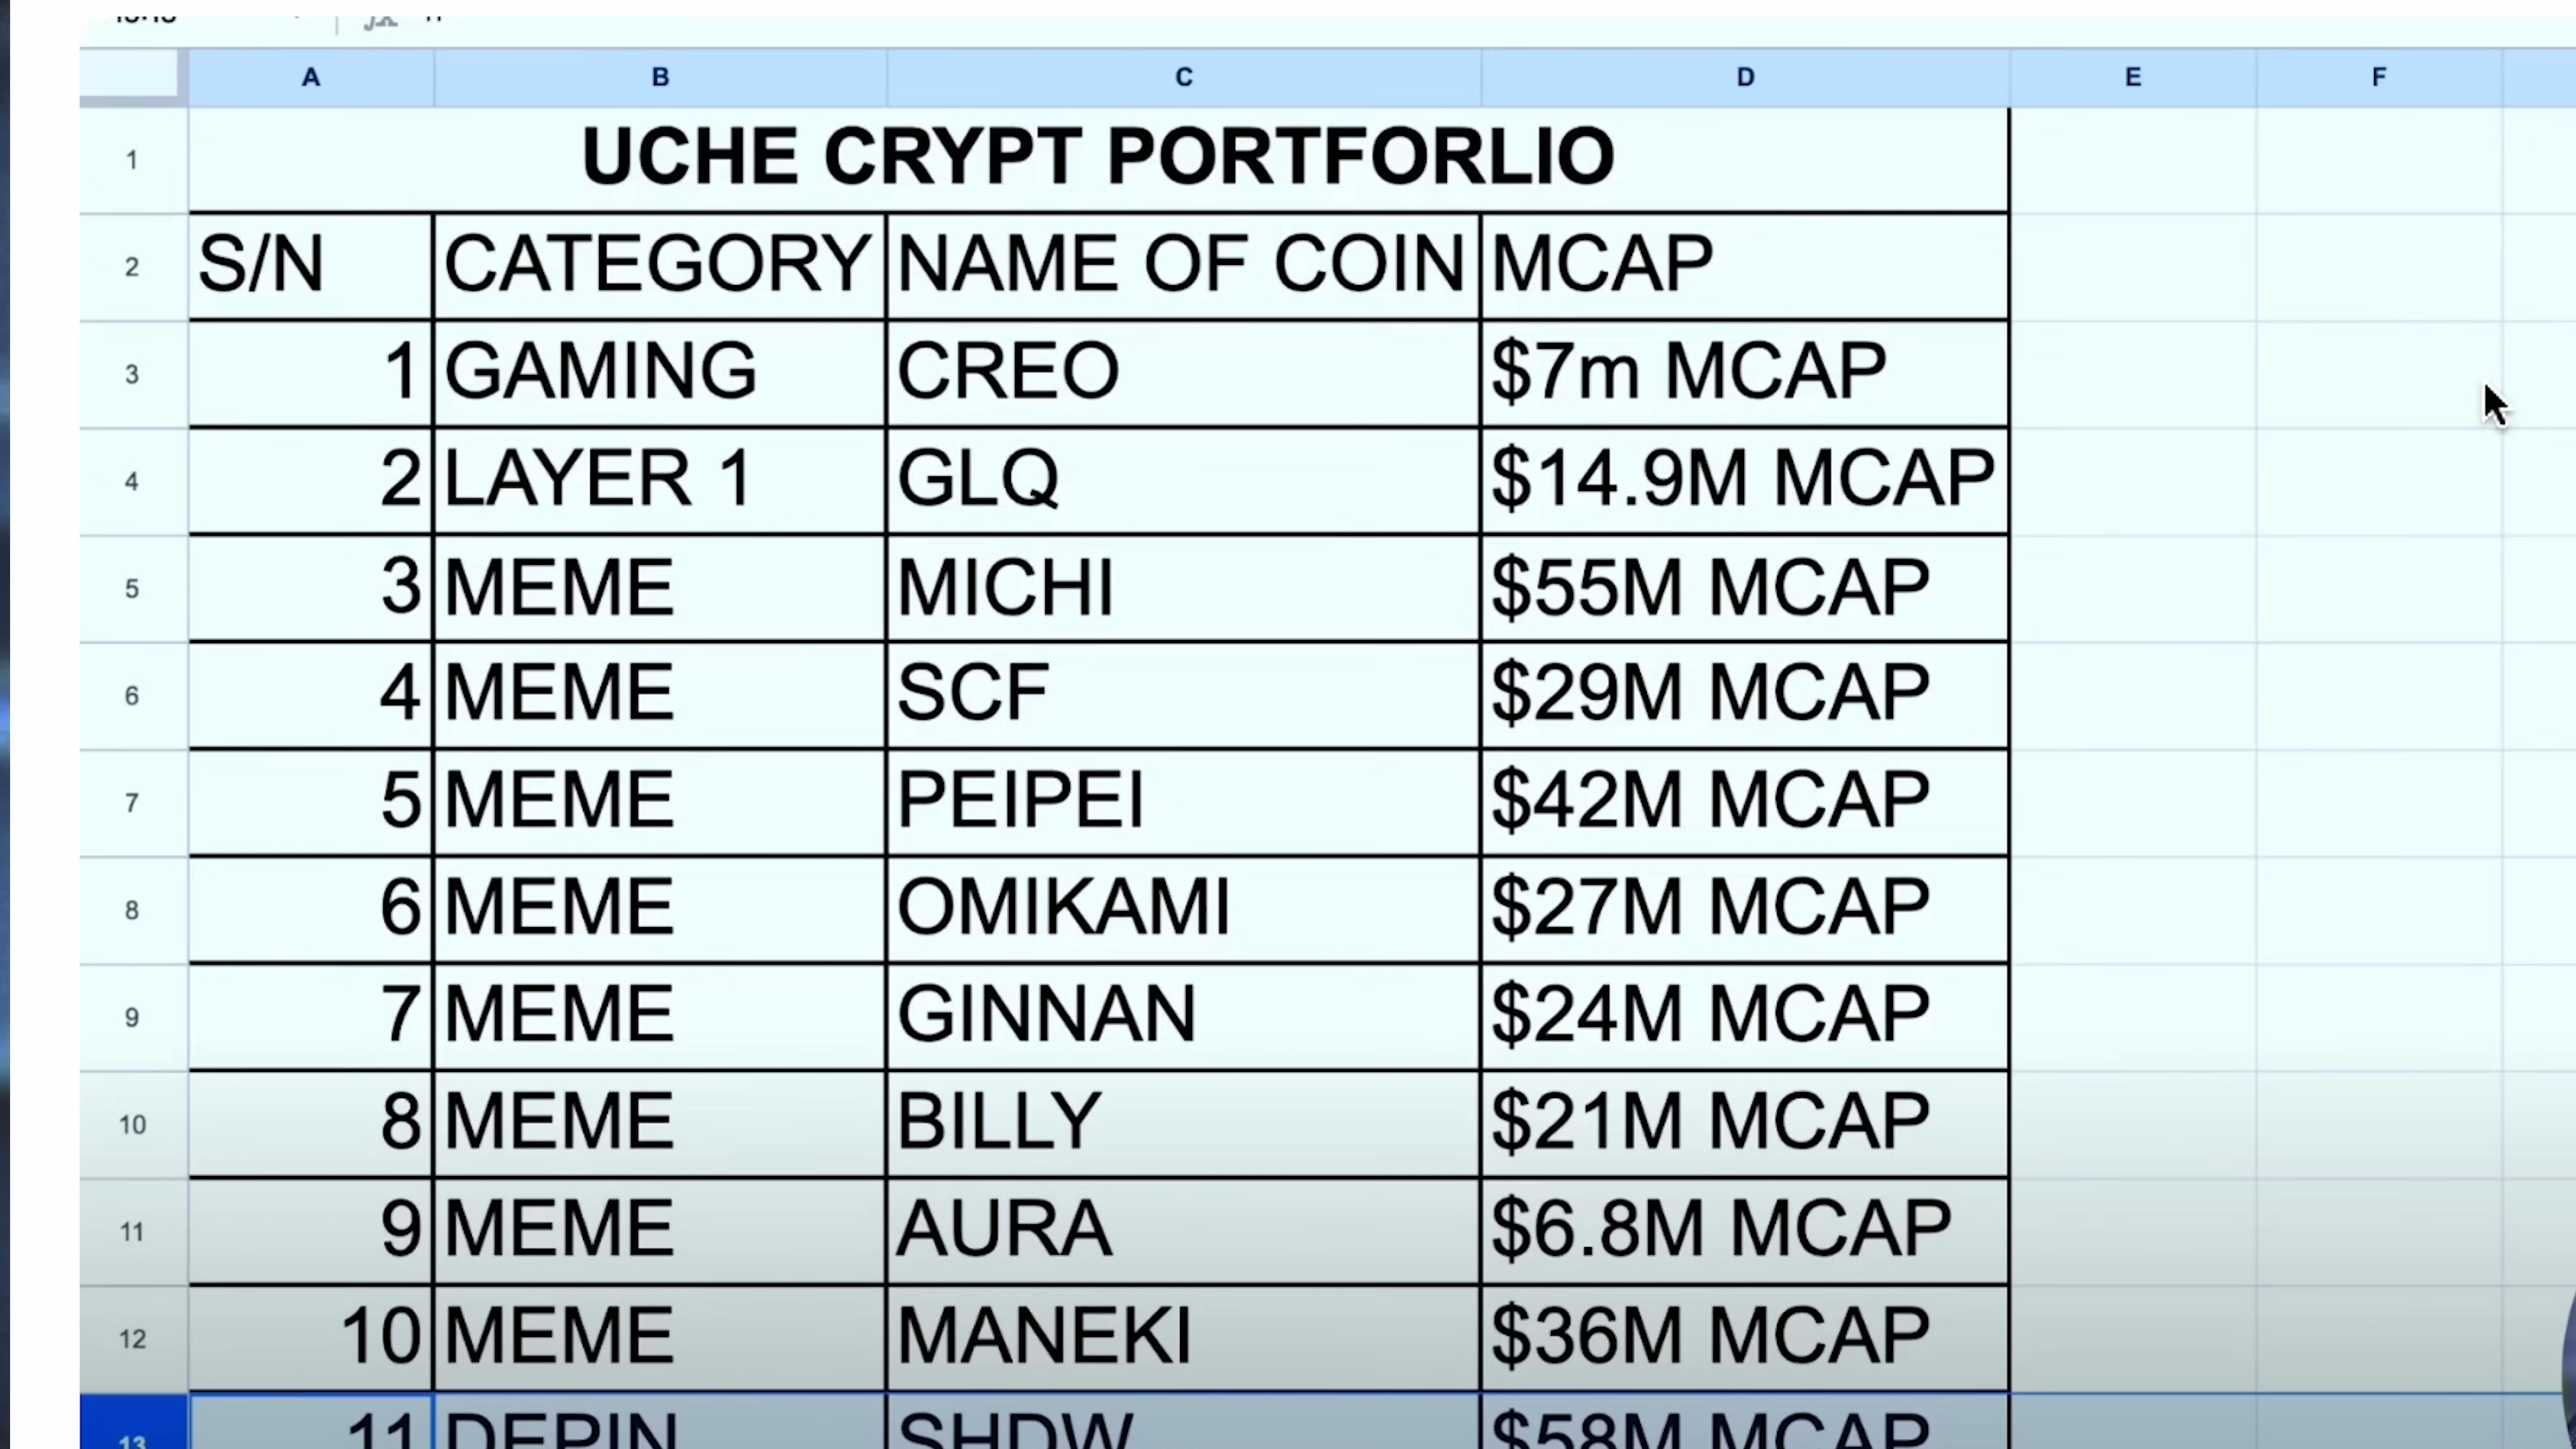 A B C D E F
1 UCHE CRYPT PORTFORLIO
2 S/N CATEGORY NAME OF COIN MCAP
3 1 GAMING CREO $7m MCAP
4 2 LAYER 1 GLQ $14.9M MCAP
5 3 MEME MICHI $55M MCAP
6 4 MEME SCF $29M MCAP
7 5 MEME PEIPEI $42M MCAP
8 6 MEME OMIKAMI $27M MCAP
9 7 MEME GINNAN $24M MCAP
10 8 MEME BILLY $21M MCAP
11 9 MEME AURA $6.8M MCAP
12 10 MEME MANEKI $36M MCAP
13 11 DEPIN SHDW $58M MCAP